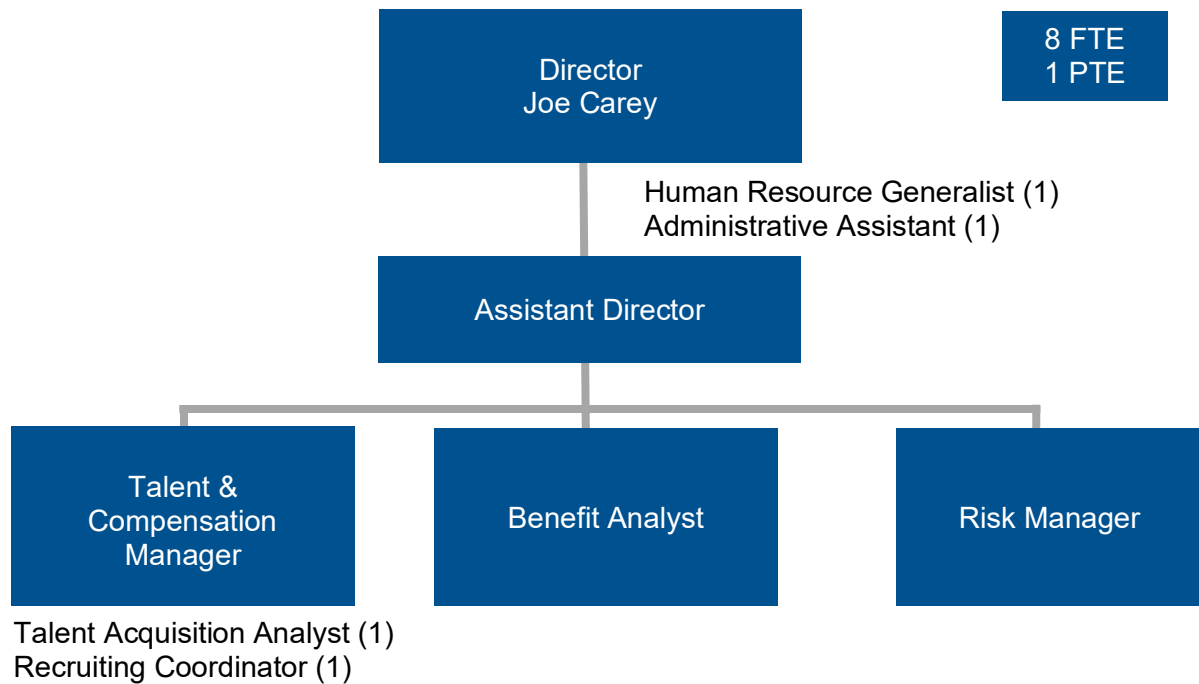 Director
Joe Carey
8 FTE
1 PTE
Human Resource Generalist (1)
Administrative Assistant (1)
Assistant Director
Talent &
Compensation
Manager
Benefit Analyst
Risk Manager
Talent Acquisition Analyst (1)
Recruiting Coordinator (1)